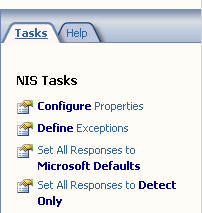 Tasks Help
NIS Tasks
Configure Properties
Define Exceptions
Set All Responses to
Microsoft Defaults
Set All Responses to Detect
Only